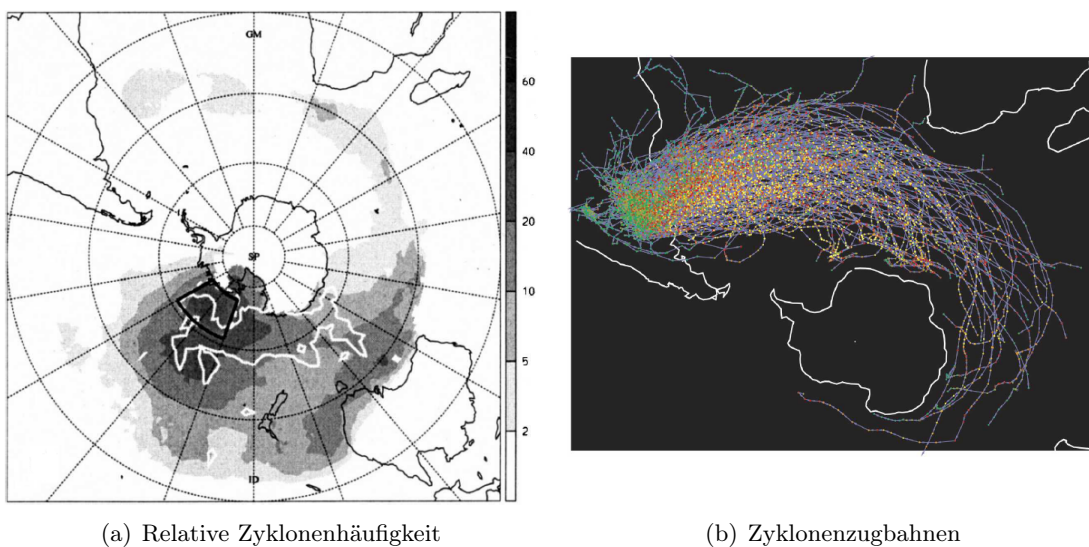 GM
60
40
20
SP
10
5
2
ID
(a) Relative Zyklonenhäufigkeit
(b) Zyklonenzugbahnen